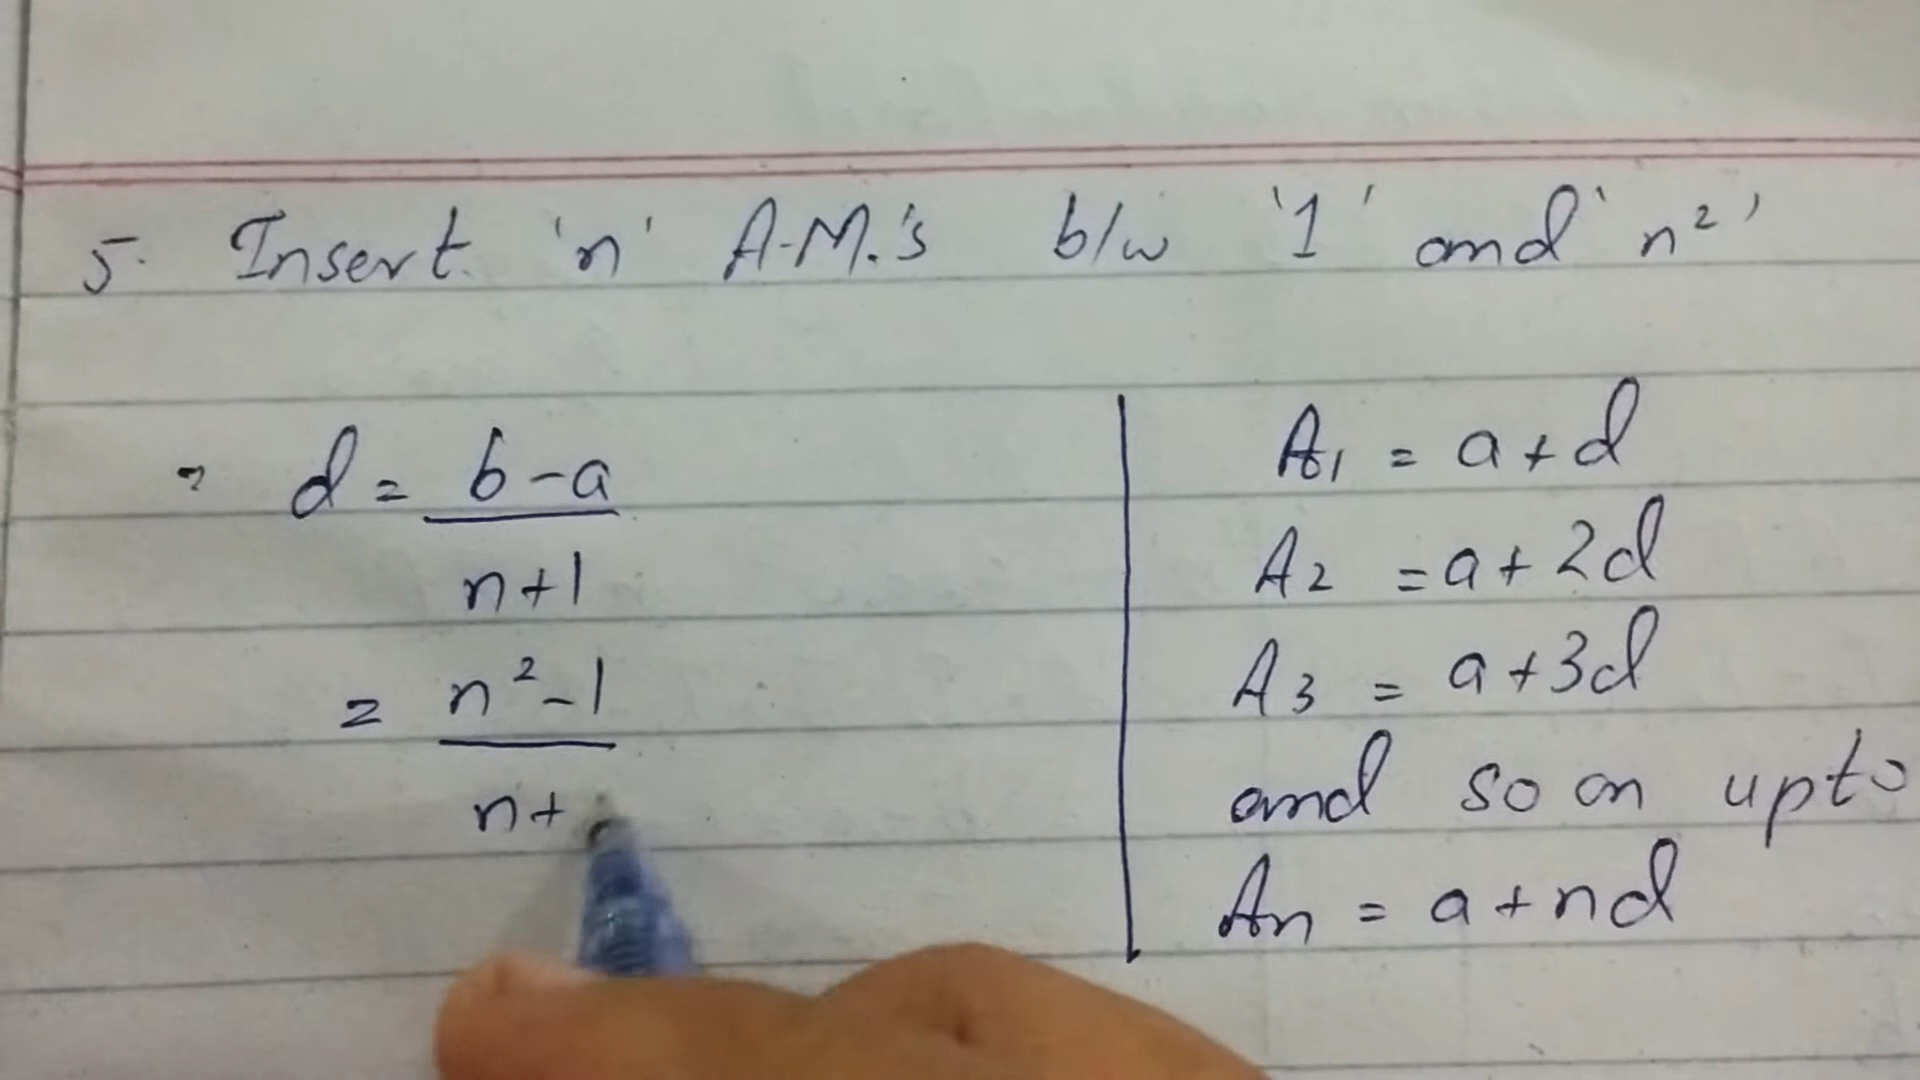 5. Insert 'n' A.M.'s b/w '1' and 'n²'
d = b-a
n+1
= n²-1
n+
A1 = a+d
A2 = a+2d
A3 = a+3d
and so on upto
An = a+nd